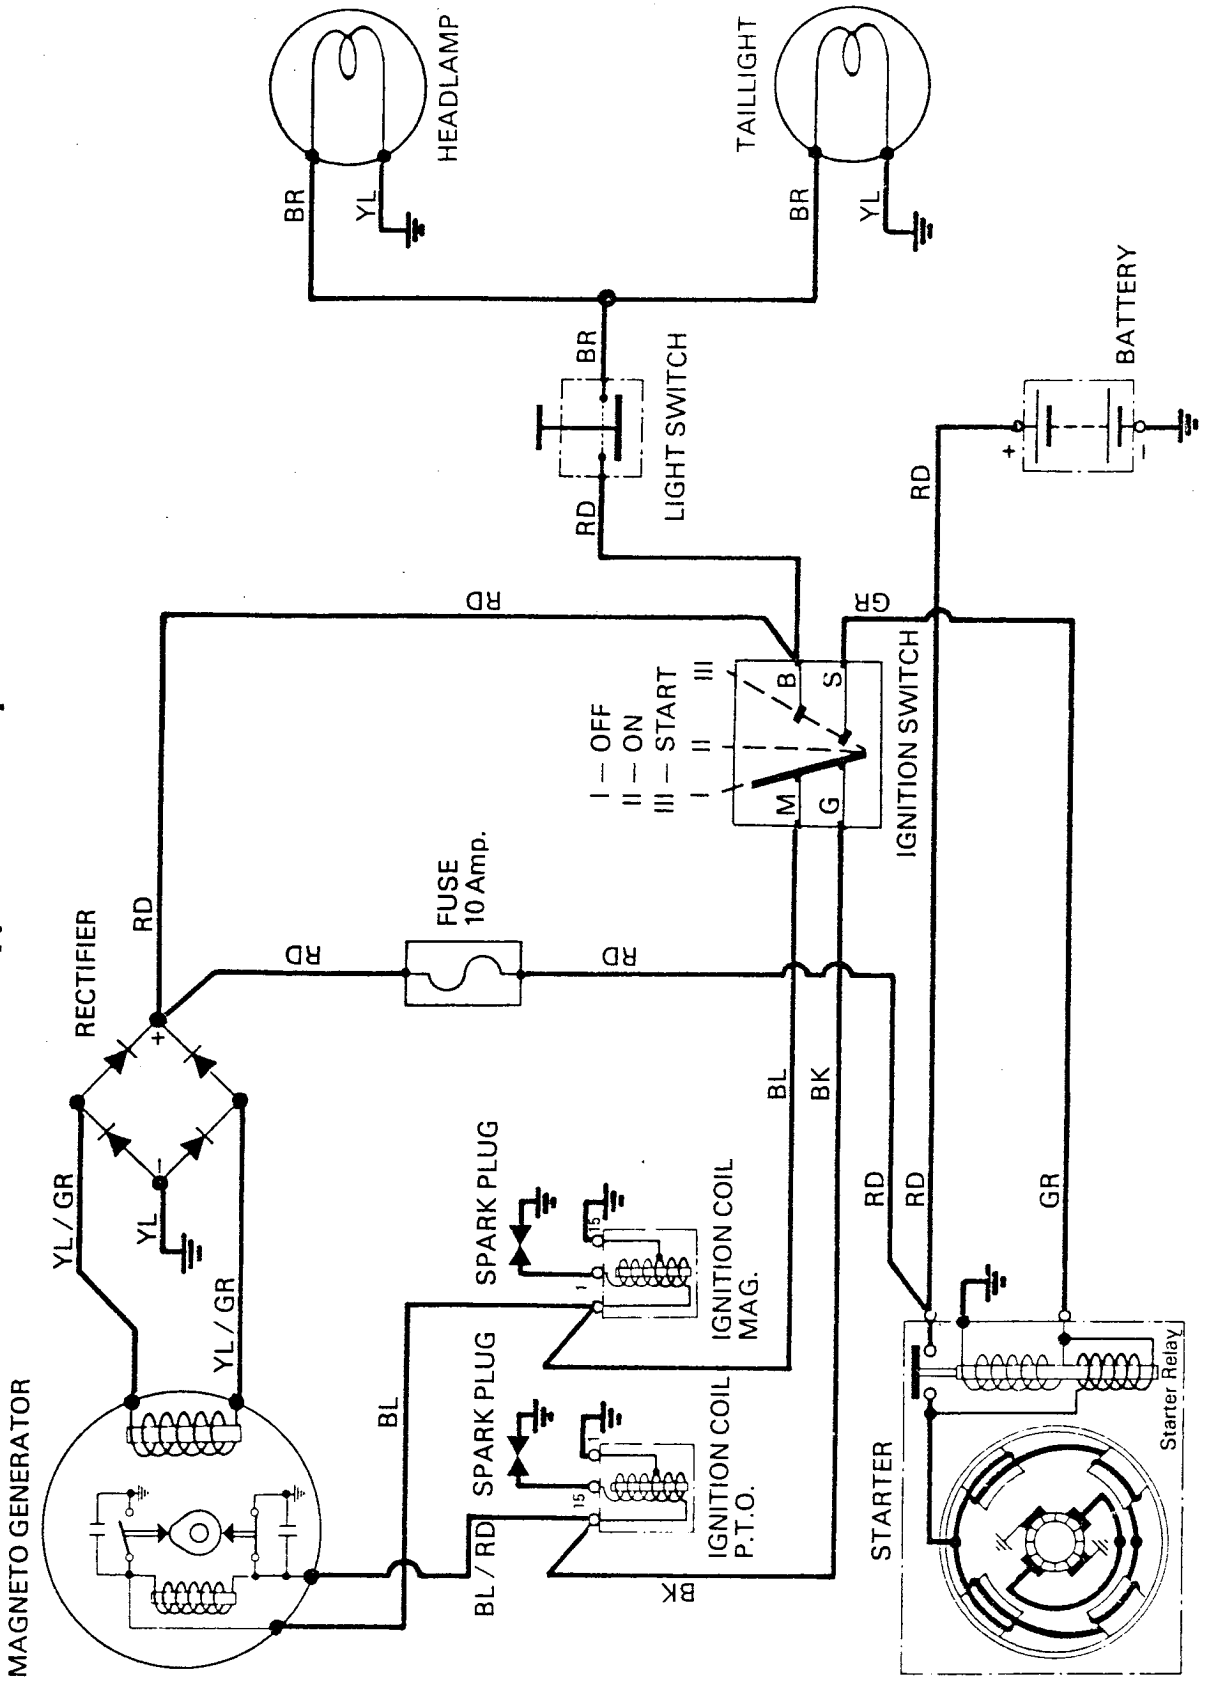 MAGNETO GENERATOR
YL / GR
YL
YL / GR
RECTIFIER
+
−
RD
RD
FUSE
10 Amp.
RD
RD
BL
BL / RD
BK
SPARK PLUG
1
15
IGNITION COIL
MAG.
SPARK PLUG
15
1
IGNITION COIL
P.T.O.
BL
BK
I — OFF
II — ON
III — START
I
II
III
M
B
G
S
IGNITION SWITCH
RD
BR
LIGHT SWITCH
BR
YL
HEADLAMP
BR
YL
TAILLIGHT
GR
RD
+
−
BATTERY
RD
RD
GR
STARTER
Starter Relay